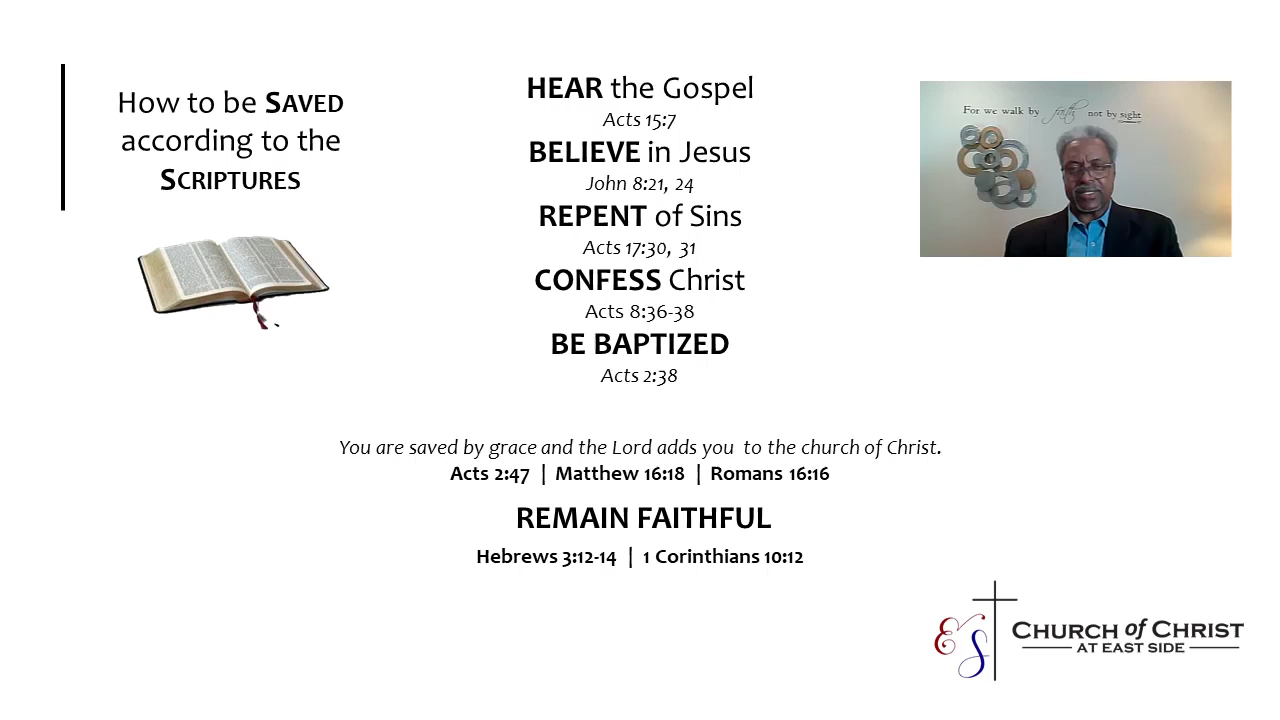 How to be SAVED
according to the
SCRIPTURES
HEAR the Gospel
Acts 15:7
BELIEVE in Jesus
John 8:21, 24
REPENT of Sins
Acts 17:30, 31
CONFESS Christ
Acts 8:36-38
BE BAPTIZED
Acts 2:38
For we walk by faith not by sight
You are saved by grace and the Lord adds you  to the church of Christ.
Acts 2:47 | Matthew 16:18 | Romans 16:16
REMAIN FAITHFUL
Hebrews 3:12-14 | 1 Corinthians 10:12
ES
CHURCH of CHRIST
AT EAST SIDE